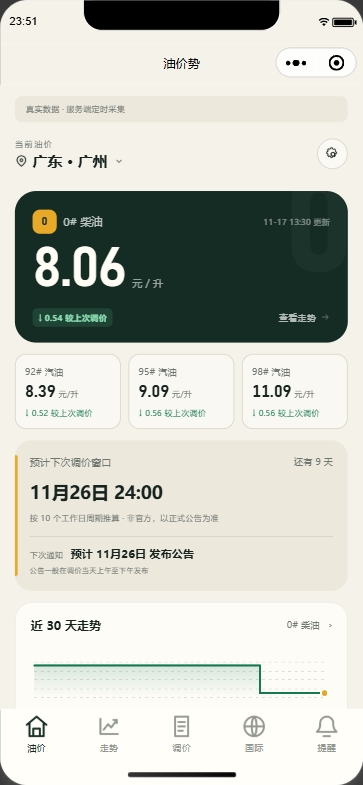 23:51
油价势
真实数据 · 服务端定时采集
当前油价
广东 • 广州
0
0# 柴油
11-17 13:30 更新
0
8.06 元 / 升
↓ 0.54 较上次调价
查看走势 →
92# 汽油
8.39 元/升
↓ 0.52 较上次调价
95# 汽油
9.09 元/升
↓ 0.56 较上次调价
98# 汽油
11.09 元/升
↓ 0.56 较上次调价
预计下次调价窗口
还有 9 天
11月26日 24:00
按 10 个工作日周期推算 · 非官方，以正式公告为准
下次通知 预计 11月26日 发布公告
公告一般在调价当天上午至下午发布
近 30 天走势
0# 柴油 ›
油价
走势
调价
国际
提醒